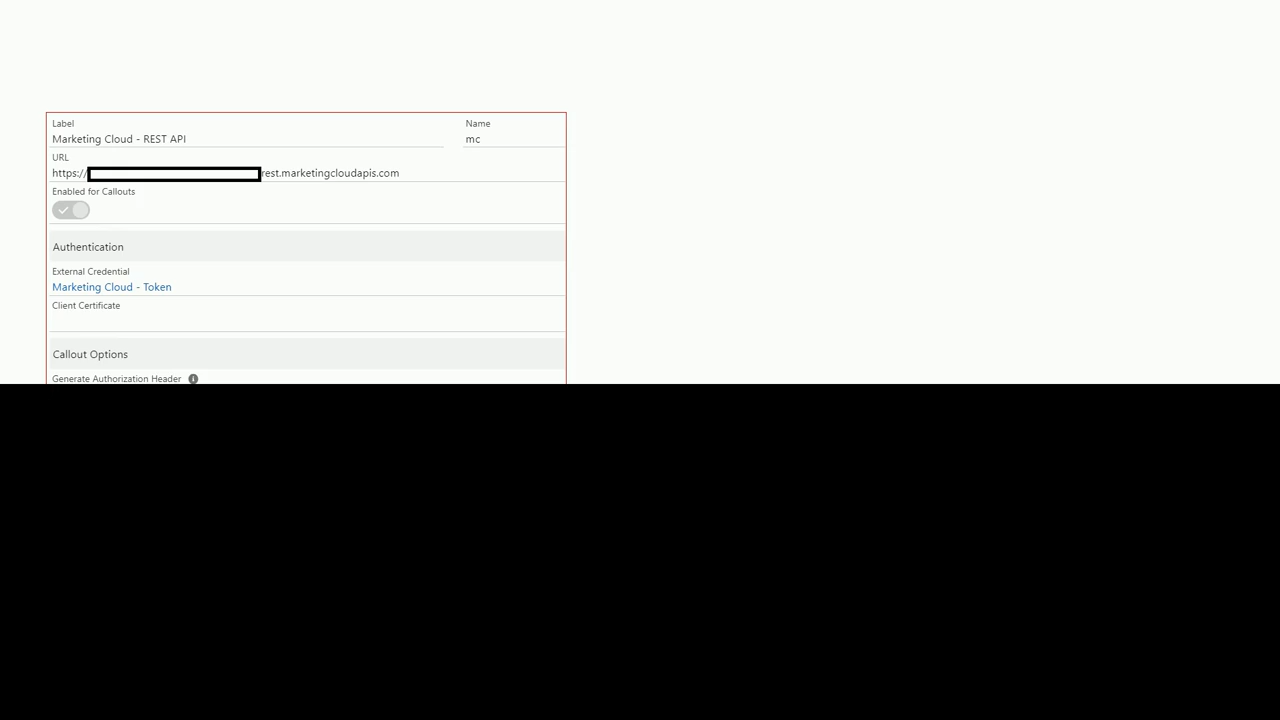 Label
Name
Marketing Cloud - REST API
mc
URL
https:// rest.marketingcloudapis.com
Enabled for Callouts
Authentication
External Credential
Marketing Cloud - Token
Client Certificate
Callout Options
Generate Authorization Header